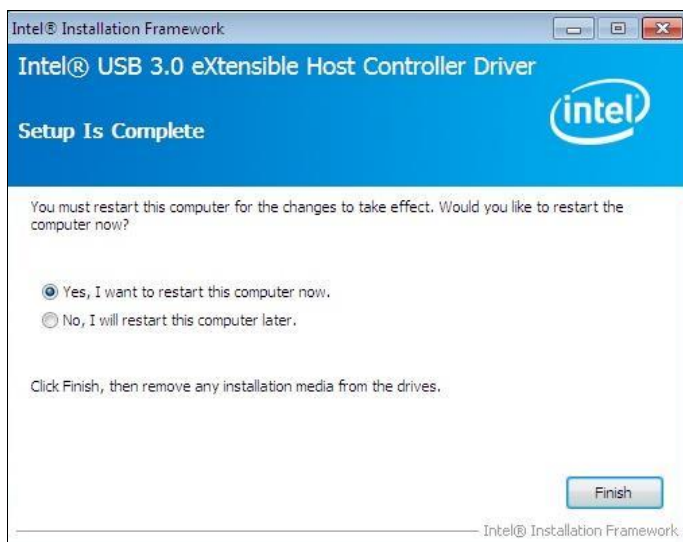 Intel® Installation Framework
Intel® USB 3.0 eXtensible Host Controller Driver
intel
Setup Is Complete
You must restart this computer for the changes to take effect. Would you like to restart the
computer now?
Yes, I want to restart this computer now.
No, I will restart this computer later.
Click Finish, then remove any installation media from the drives.
Finish
Intel® Installation Framework